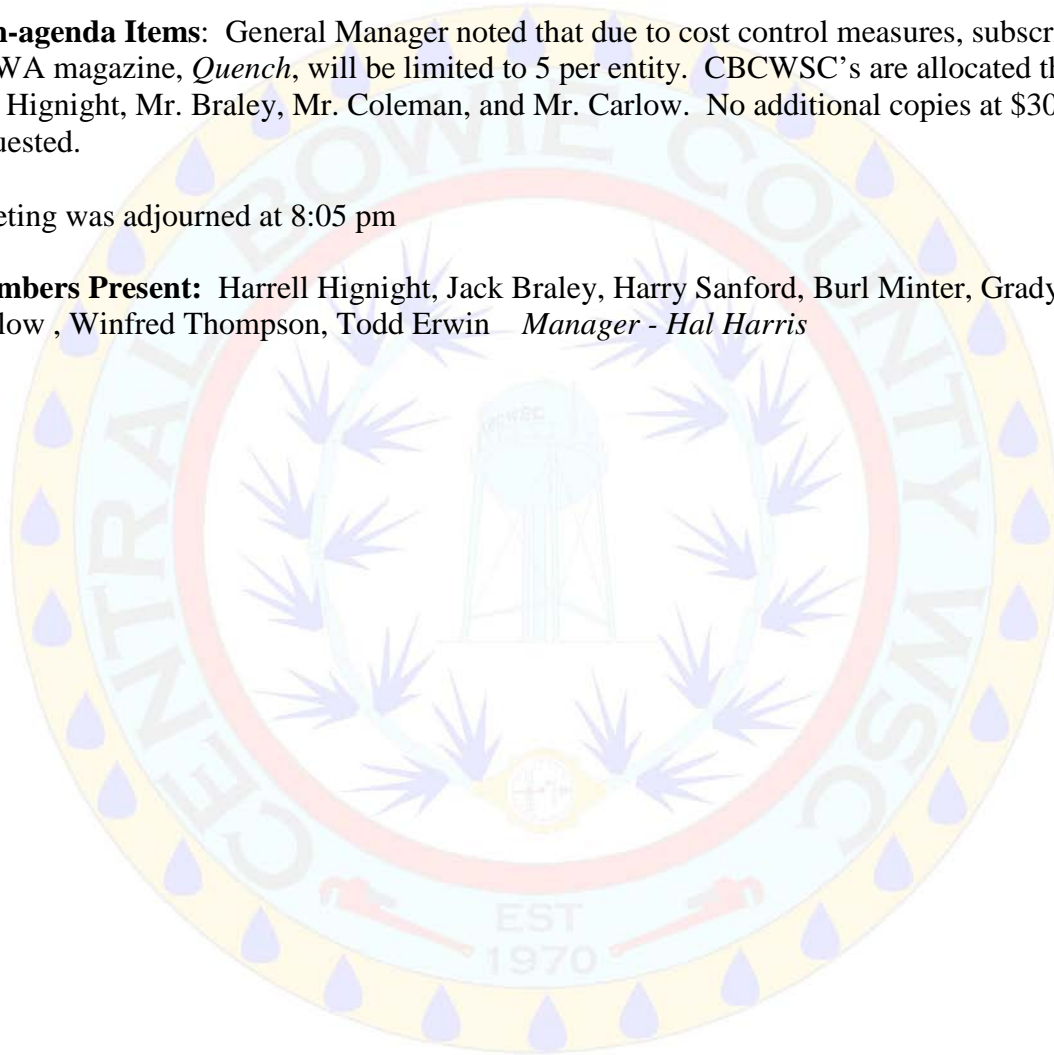 n-agenda Items: General Manager noted that due to cost control measures, subscr
WA magazine, Quench, will be limited to 5 per entity. CBCWSC's are allocated th
Hignight, Mr. Braley, Mr. Coleman, and Mr. Carlow. No additional copies at $30
uested.
eting was adjourned at 8:05 pm
mbers Present: Harrell Hignight, Jack Braley, Harry Sanford, Burl Minter, Grady
low , Winfred Thompson, Todd Erwin Manager - Hal Harris
CENTRAL BOWIE COUNTY WSC
CBCWSC
EST
1970